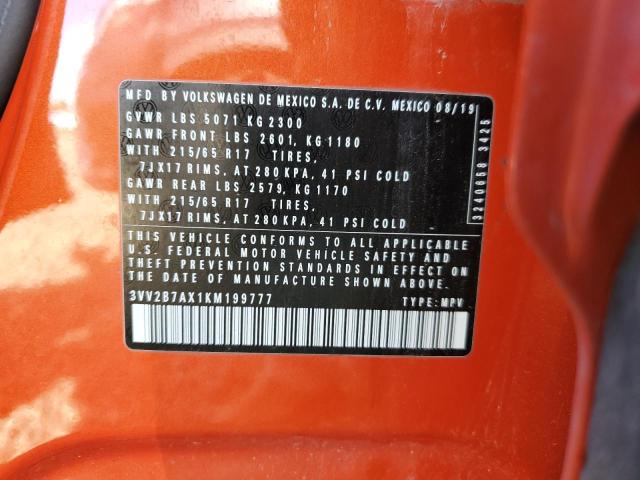 MFD BY VOLKSWAGEN DE MEXICO S.A. DE C.V. MEXICO 09/19
GVWR LBS 5071 KG 2300
GAWR FRONT LBS 2601, KG 1180
WITH 215/65 R17 TIRES,
7JX17 RIMS, AT 280 KPA, 41 PSI COLD
GAWR REAR LBS 2579, KG 1170
WITH 215/65 R17 TIRES,
7JX17 RIMS, AT 280 KPA, 41 PSI COLD
THIS VEHICLE CONFORMS TO ALL APPLICABLE
U.S. FEDERAL MOTOR VEHICLE SAFETY AND
THEFT PREVENTION STANDARDS IN EFFECT ON
THE DATE OF MANUFACTURE SHOWN ABOVE.
3VV2B7AX1KM199777 TYPE: MPV
3240658 3425